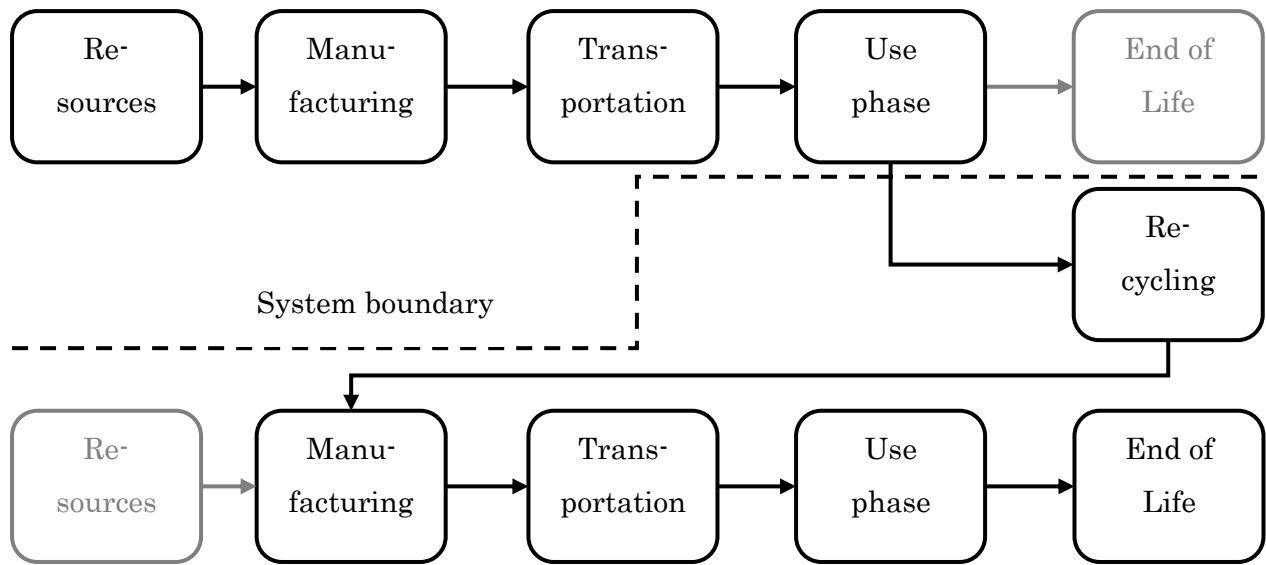 Re-
sources
Manu-
facturing
Trans-
portation
Use
phase
End of
Life
Re-
cycling
System boundary
Re-
sources
Manu-
facturing
Trans-
portation
Use
phase
End of
Life